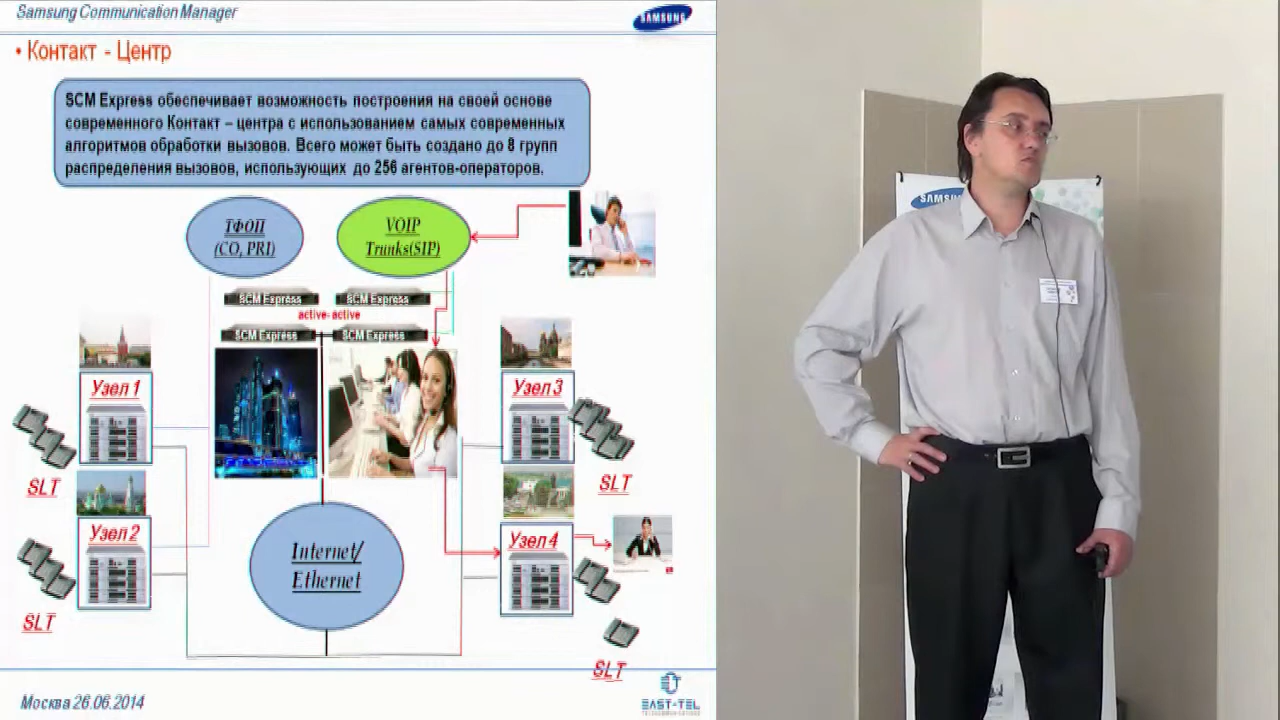 Samsung Communication Manager
SAMSUNG
• Контакт - Центр
SCM Express обеспечивает возможность построения на своей основе
современного Контакт – центра с использованием самых современных
алгоритмов обработки вызовов. Всего может быть создано до 8 групп
распределения вызовов, использующих до 256 агентов-операторов.
ТФОП
(CO, PRI)
VOIP
Trunks(SIP)
SCM Express
SCM Express
active- active
SCM Express
SCM Express
Узел 1
Узел 3
SLT
SLT
Узел 2
Узел 4
Internet/
Ethernet
SLT
SLT
Москва 26.06.2014
EAST-TEL
SAMSUNG